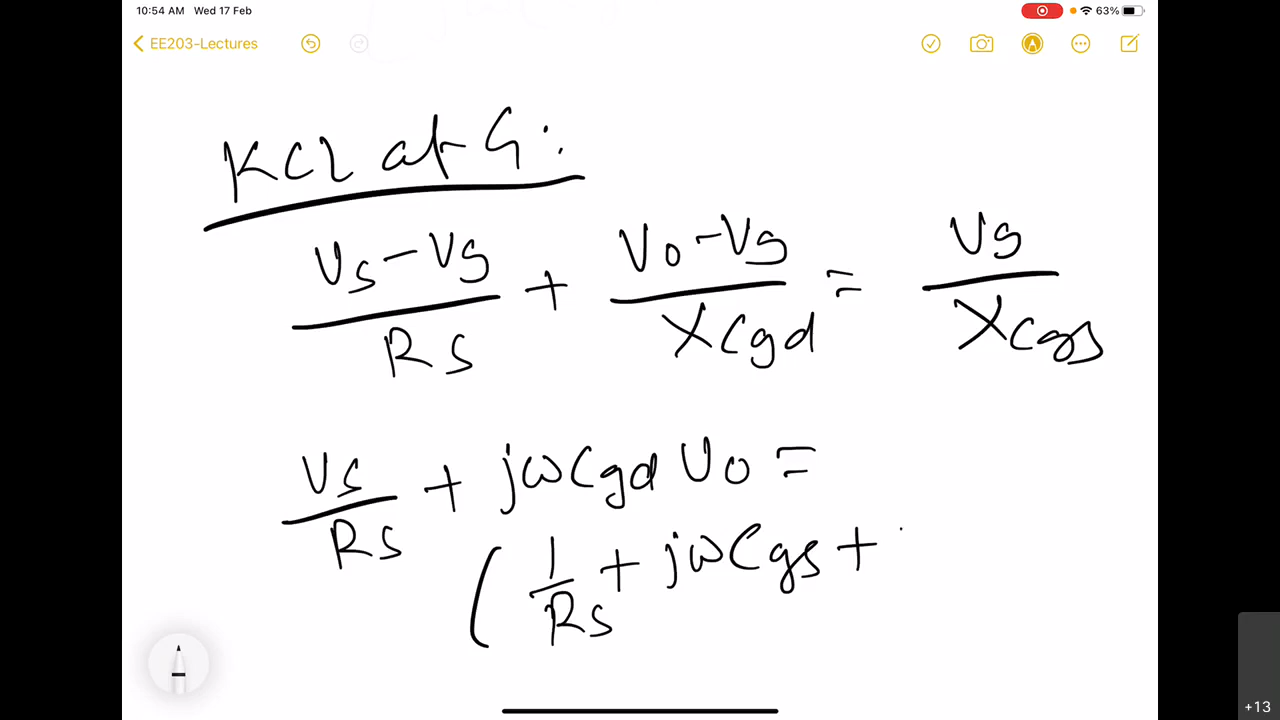 10:54 AM Wed 17 Feb
63%
EE203-Lectures
KCL at G:
Vs - Vg / Rs + Vo - Vg / XCgd = Vg / XCgs
Vs / Rs + jωCgd Vo =
( 1 / Rs + jωCgs +
+13